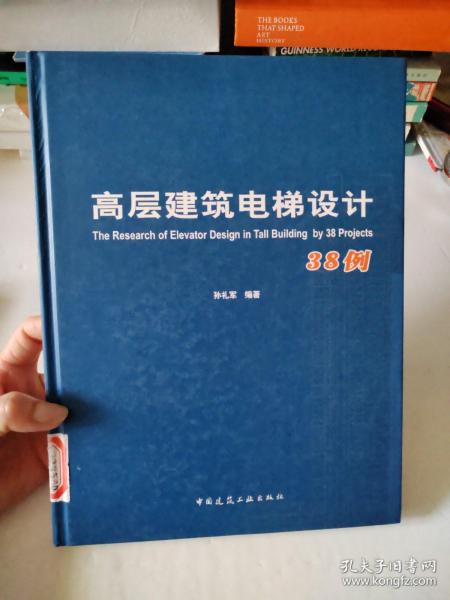 THE BOOKS
THAT SHAPED
ART
HISTORY
GUINNESS WORLD
高层建筑电梯设计
The Research of Elevator Design in Tall Building by 38 Projects
38例
孙礼军 编著
中国建筑工业出版社
孔夫子旧书网
www.kongfz.com